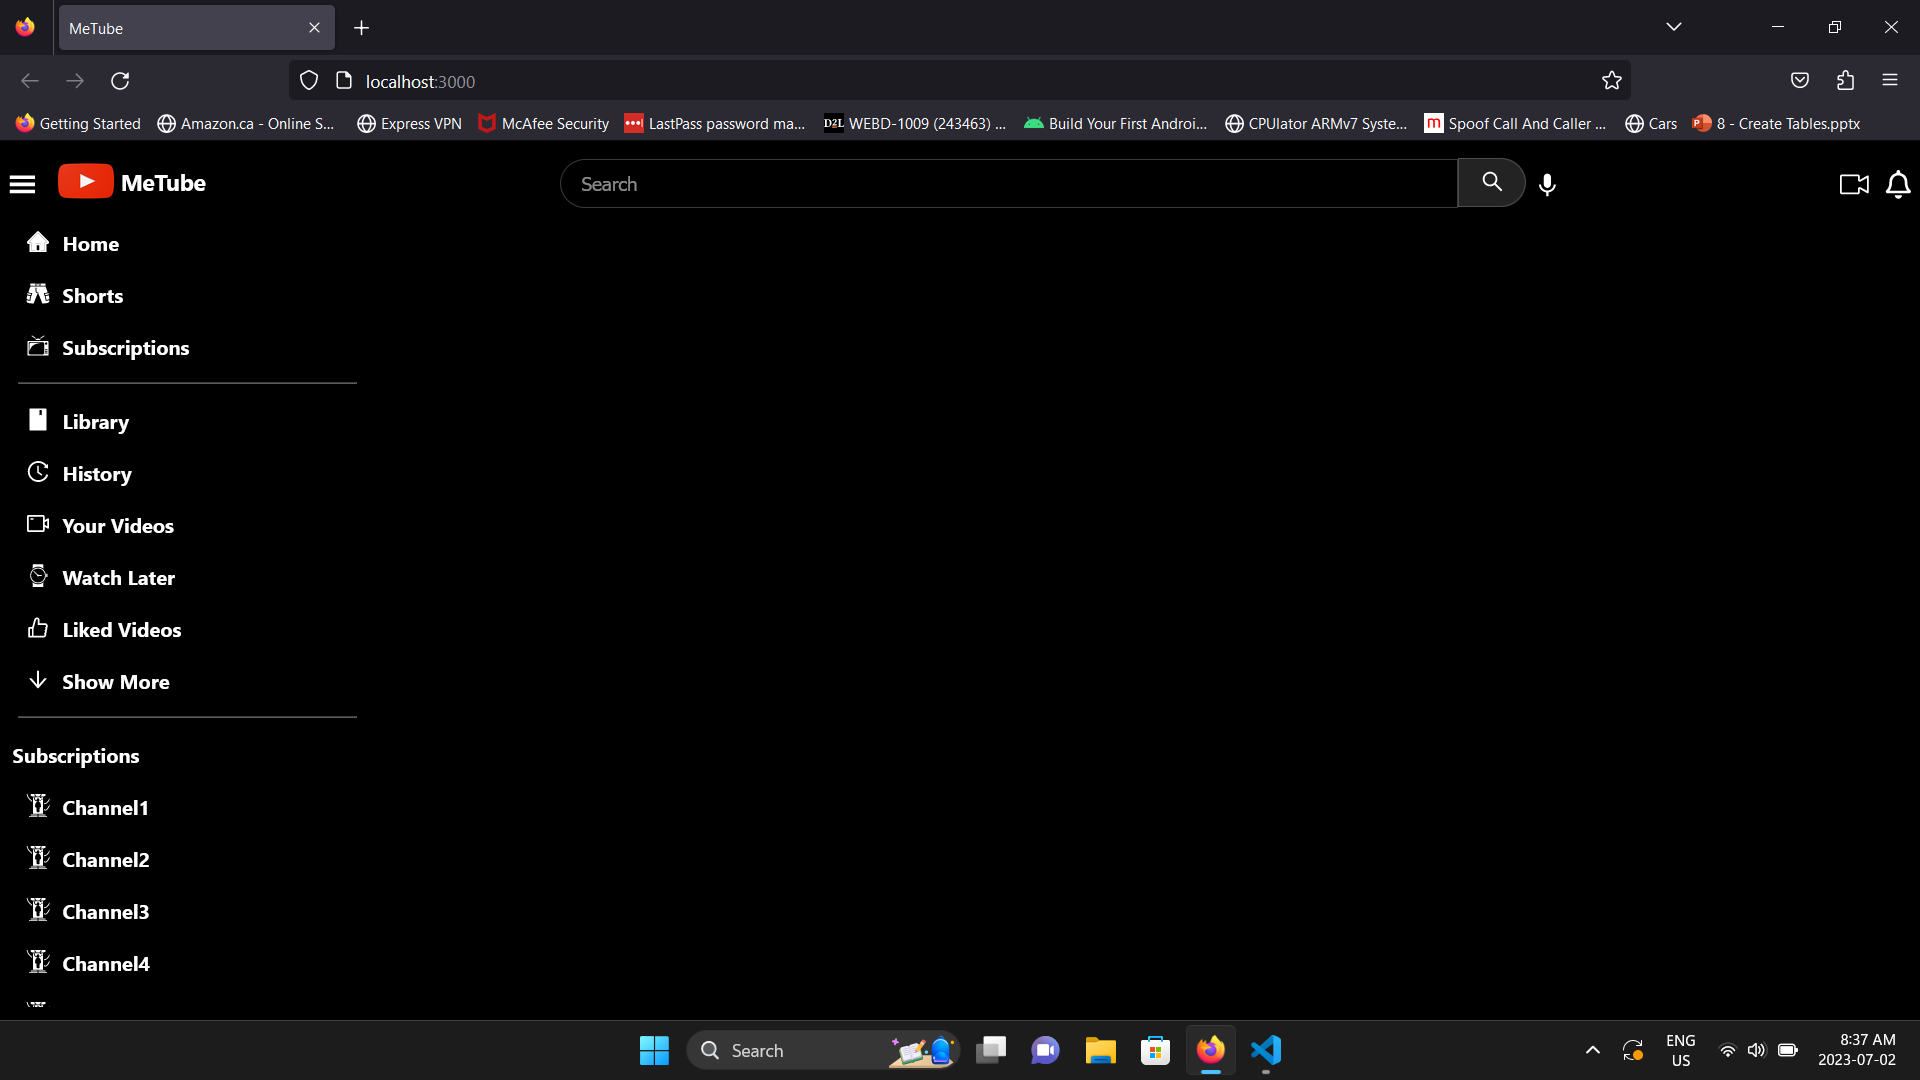 MeTube
localhost:3000
Getting Started Amazon.ca - Online S... Express VPN McAfee Security LastPass password ma... D2L WEBD-1009 (243463) ... Build Your First Androi... CPUlator ARMv7 Syste... m Spoof Call And Caller ... Cars P 8 - Create Tables.pptx
MeTube Search
Home
Shorts
Subscriptions
Library
History
Your Videos
Watch Later
Liked Videos
Show More
Subscriptions
Channel1
Channel2
Channel3
Channel4
Search ENG 8:37 AM
US 2023-07-02